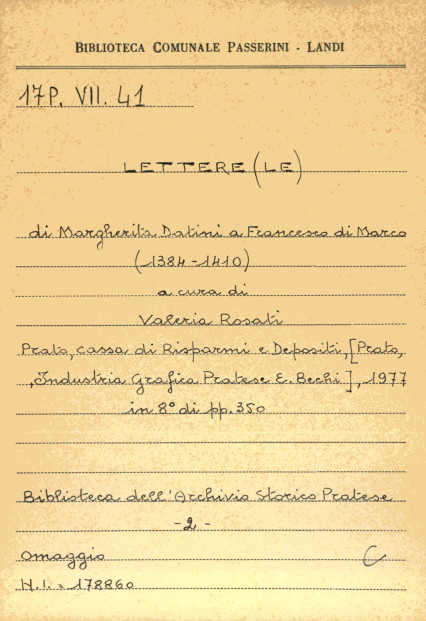 BIBLIOTECA COMUNALE PASSERINI - LANDI
17P. VII. 41
LETTERE (LE)
di Margherita Datini a Francesco di Marco
(1384-1410)
a cura di
Valeria Rosati
Prato, cassa di Risparmi e Depositi, [Prato,
, Industria Grafica Pratese E. Bechi], 1977
in 8° di pp. 350
Biblioteca dell'Archivio Storico Pratese
- 2 -
omaggio C
N.I. = 178860